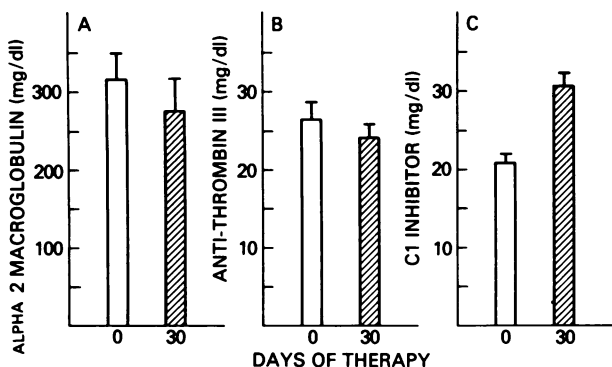 A
ALPHA 2 MACROGLOBULIN (mg/dl)
300
200
100
0
30
B
ANTI-THROMBIN III (mg/dl)
30
20
10
0
30
C
C1 INHIBITOR (mg/dl)
30
20
10
0
30
DAYS OF THERAPY